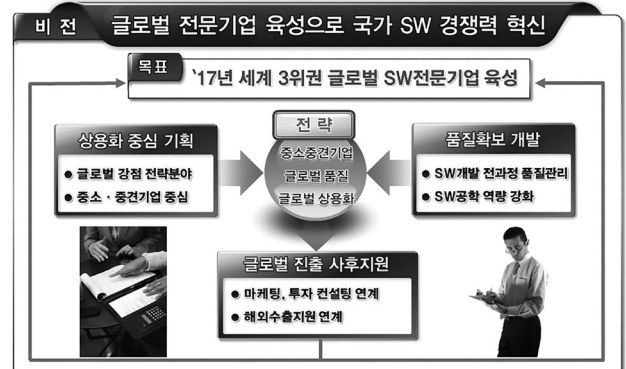 비 전
글로벌 전문기업 육성으로 국가 SW 경쟁력 혁신
목표
`17년 세계 3위권 글로벌 SW전문기업 육성
상용화 중심 기획
● 글로벌 강점 전략분야
● 중소 · 중견기업 중심
전 략
중소중견기업
글로벌 품질
글로벌 상용화
품질확보 개발
● SW개발 전과정 품질관리
● SW공학 역량 강화
글로벌 진출 사후지원
● 마케팅, 투자 컨설팅 연계
● 해외수출지원 연계